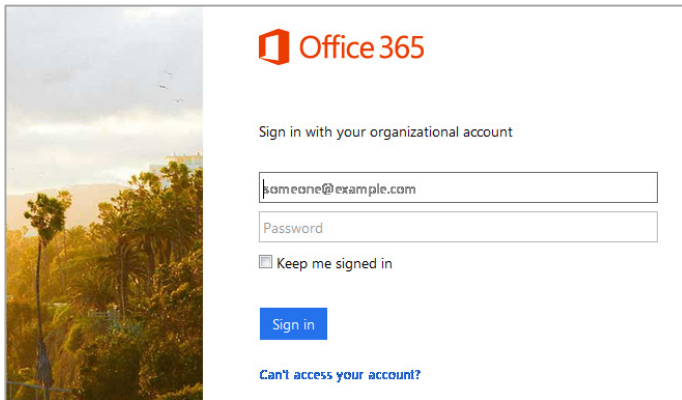 Office 365
Sign in with your organizational account
someone@example.com
Password
Keep me signed in
Sign in
Can't access your account?